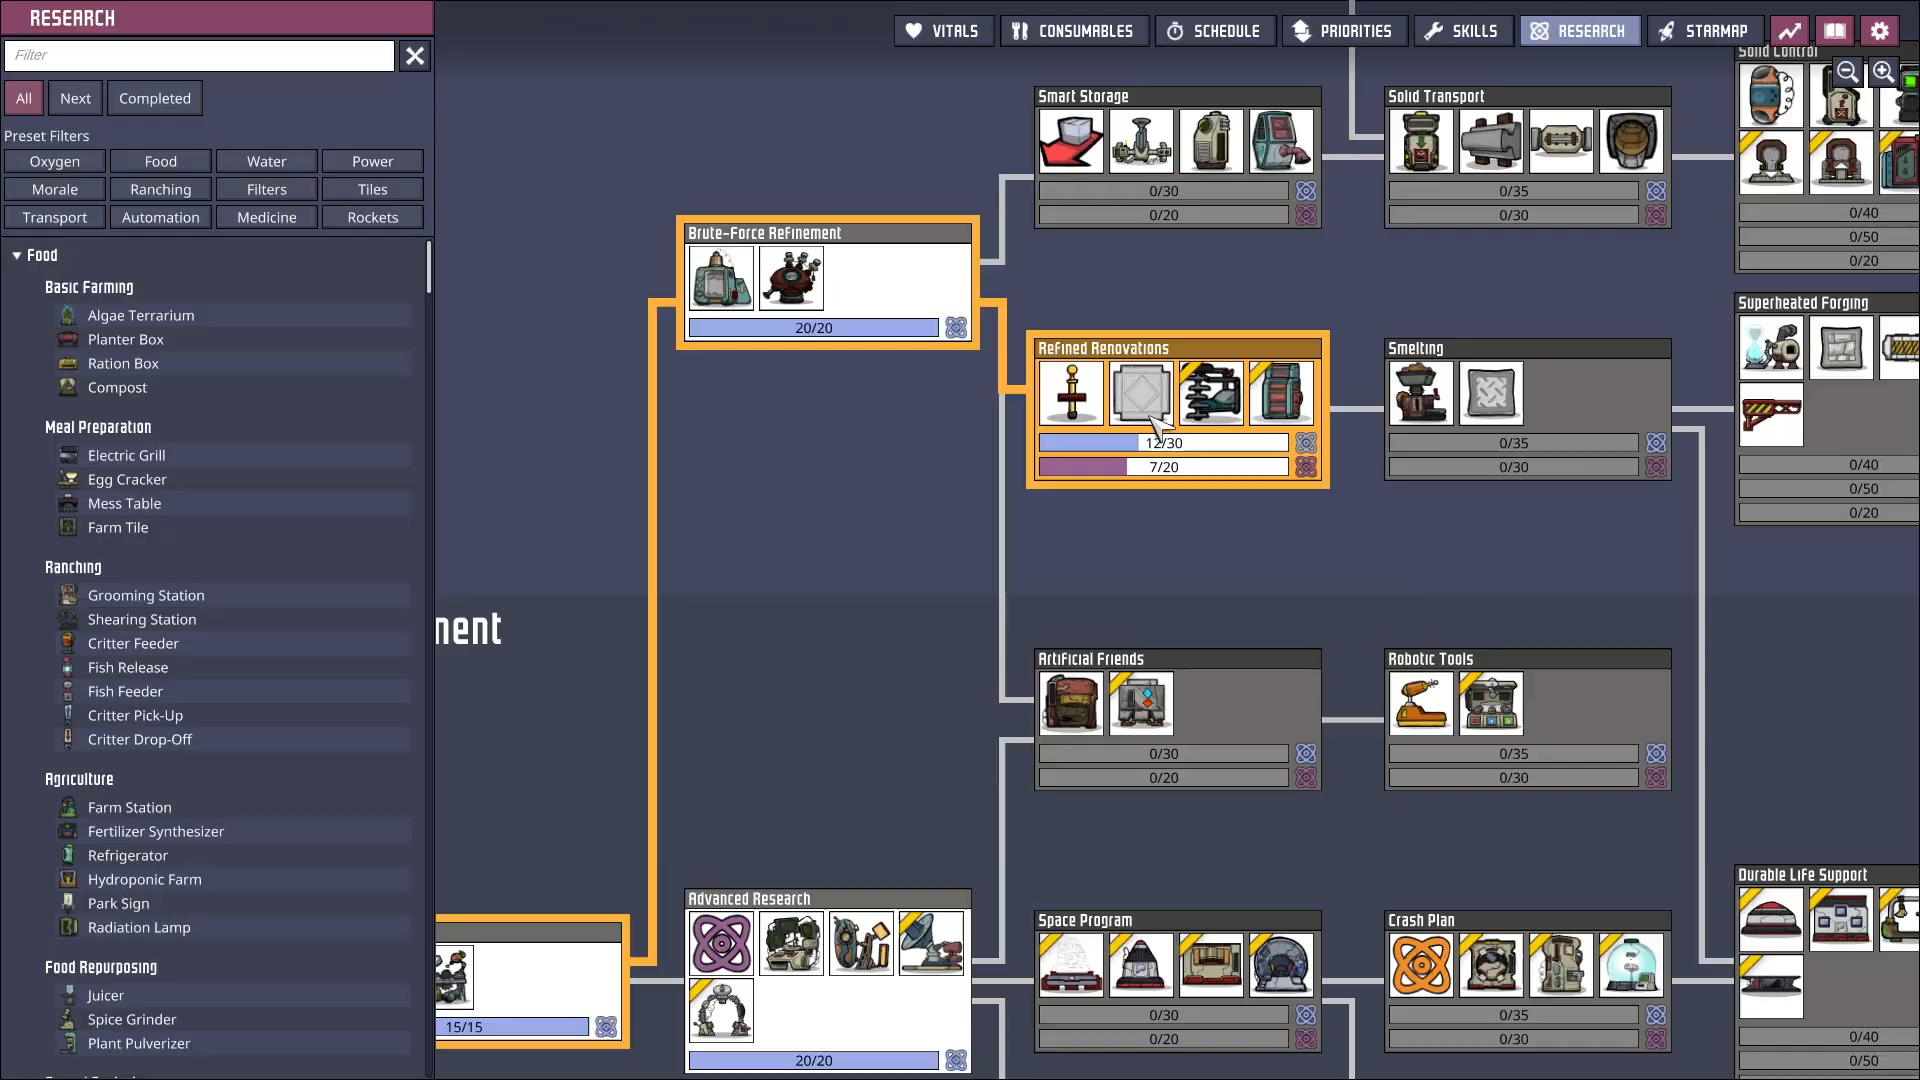 RESEARCH
Filter
All Next Completed
Preset Filters
Oxygen Food Water Power
Morale Ranching Filters Tiles
Transport Automation Medicine Rockets
Food
Basic Farming
Algae Terrarium
Planter Box
Ration Box
Compost
Meal Preparation
Electric Grill
Egg Cracker
Mess Table
Farm Tile
Ranching
Grooming Station
Shearing Station
Critter Feeder
Fish Release
Fish Feeder
Critter Pick-Up
Critter Drop-Off
Agriculture
Farm Station
Fertilizer Synthesizer
Refrigerator
Hydroponic Farm
Park Sign
Radiation Lamp
Food Repurposing
Juicer
Spice Grinder
Plant Pulverizer
VITALS CONSUMABLES SCHEDULE PRIORITIES SKILLS RESEARCH STARMAP
Brute-Force Refinement
20/20
nent
15/15
Advanced Research
20/20
Smart Storage
0/30
0/20
Refined Renovations
12/30
7/20
Artificial Friends
0/30
0/20
Space Program
0/30
0/20
Solid Transport
0/35
0/30
Smelting
0/35
0/30
Robotic Tools
0/35
0/30
Crash Plan
0/35
0/30
Solid Control
0/40
0/50
0/20
Superheated Forging
0/40
0/50
0/20
Durable Life Support
0/40
0/50